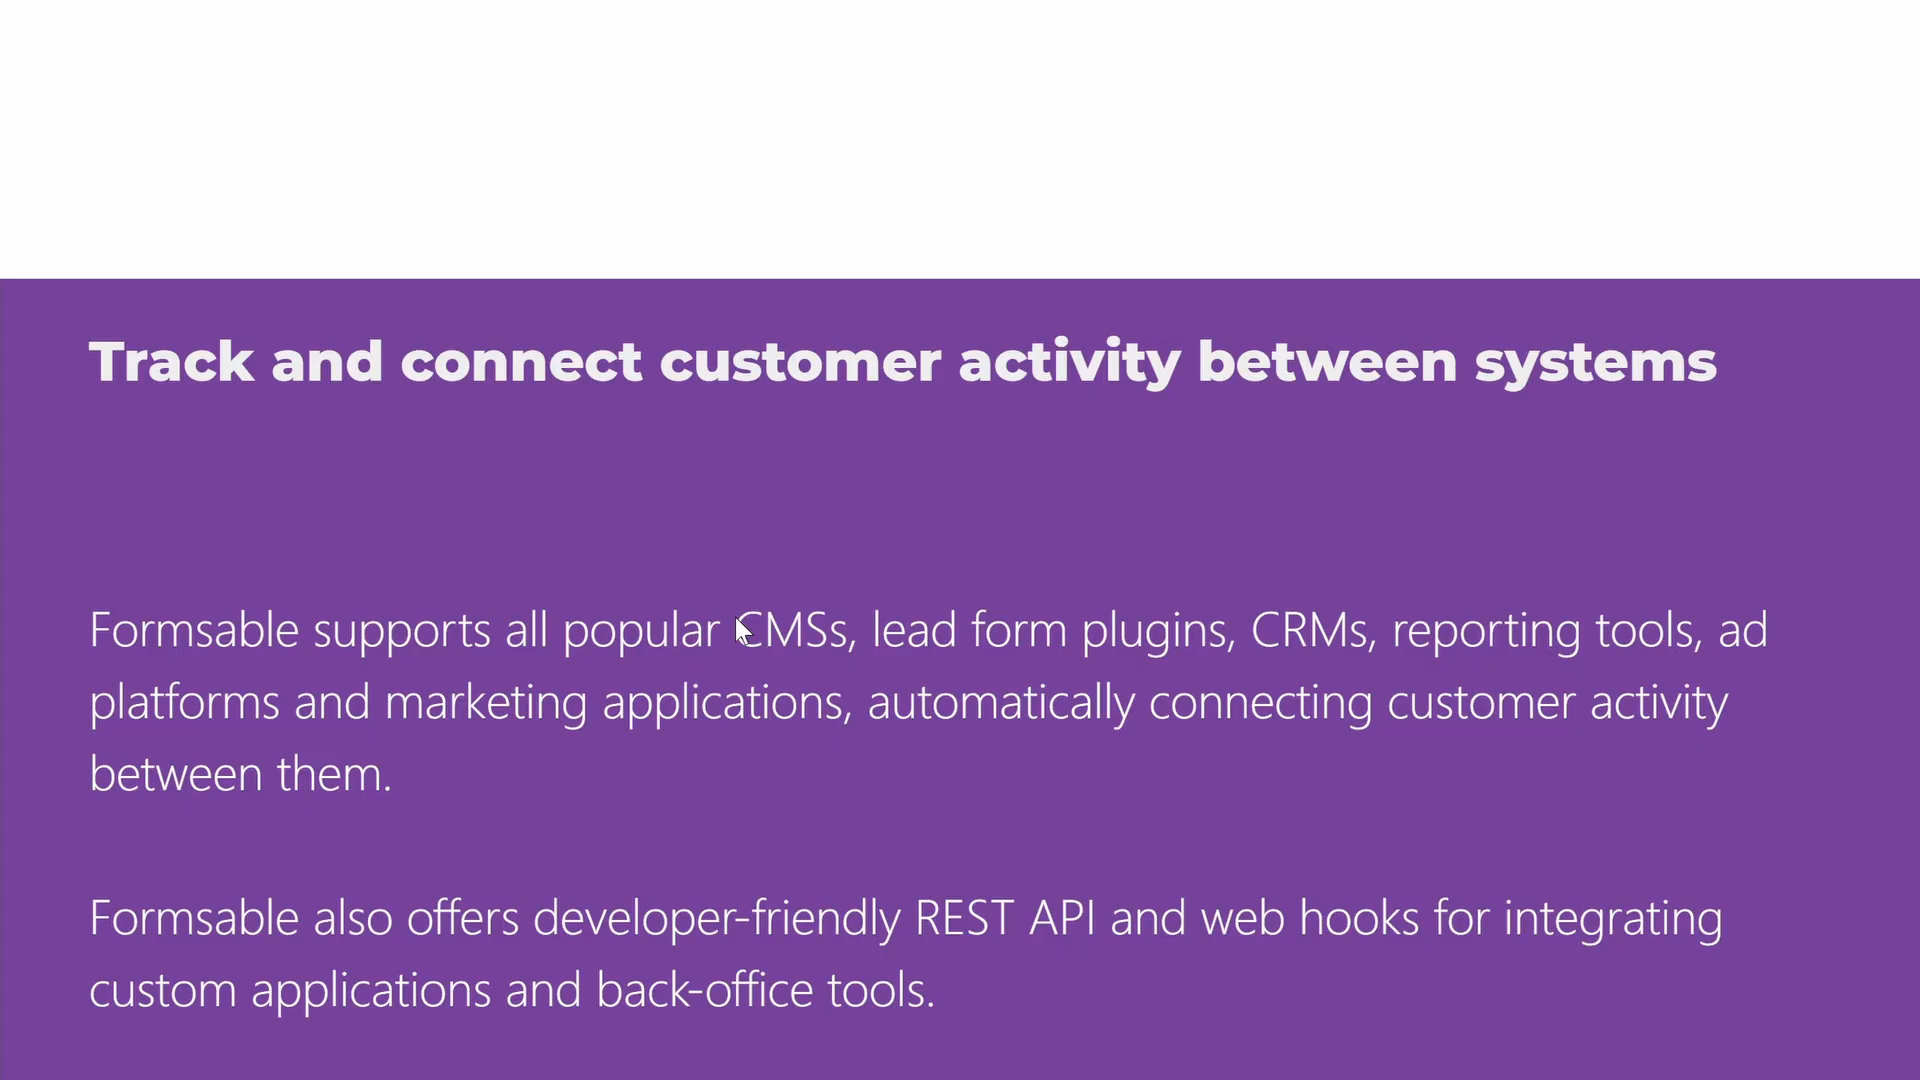 Track and connect customer activity between systems
Formsable supports all popular CMSs, lead form plugins, CRMs, reporting tools, ad
platforms and marketing applications, automatically connecting customer activity
between them.
Formsable also offers developer-friendly REST API and web hooks for integrating
custom applications and back-office tools.